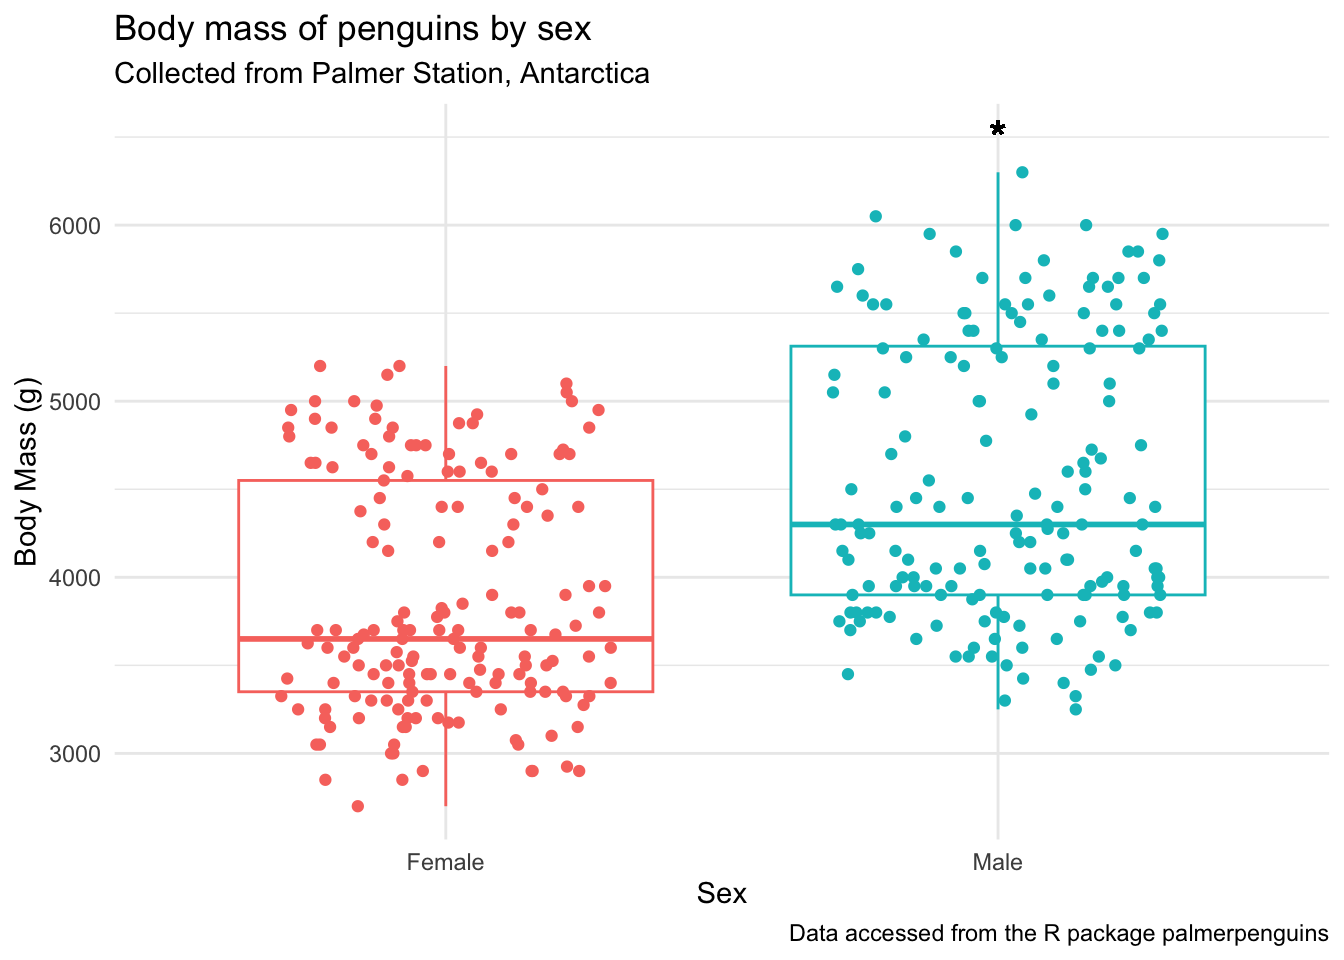 Body mass of penguins by sex
Collected from Palmer Station, Antarctica
*
6000
5000
4000
3000
Body Mass (g)
Female
Male
Sex
Data accessed from the R package palmerpenguins